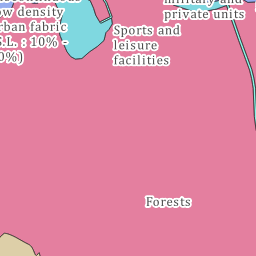 ow density
rban fabric
S.L. : 10% -
0%)
Sports and
leisure
facilities
military and
private units
Forests